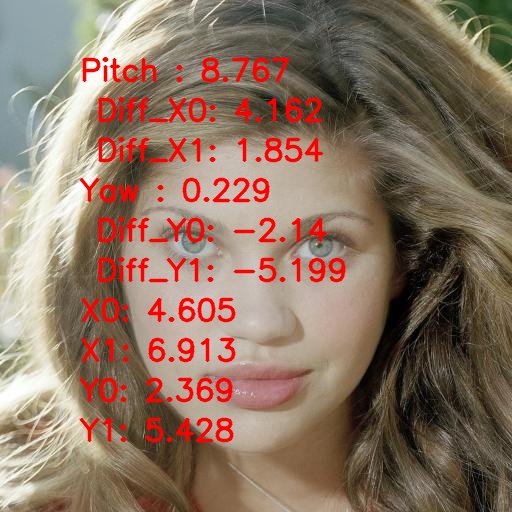 Pitch : 8.767
Diff_X0: 4.162
Diff_X1: 1.854
Yaw : 0.229
Diff_Y0: −2.14
Diff_Y1: −5.199
X0: 4.605
X1: 6.913
Y0: 2.369
Y1: 5.428